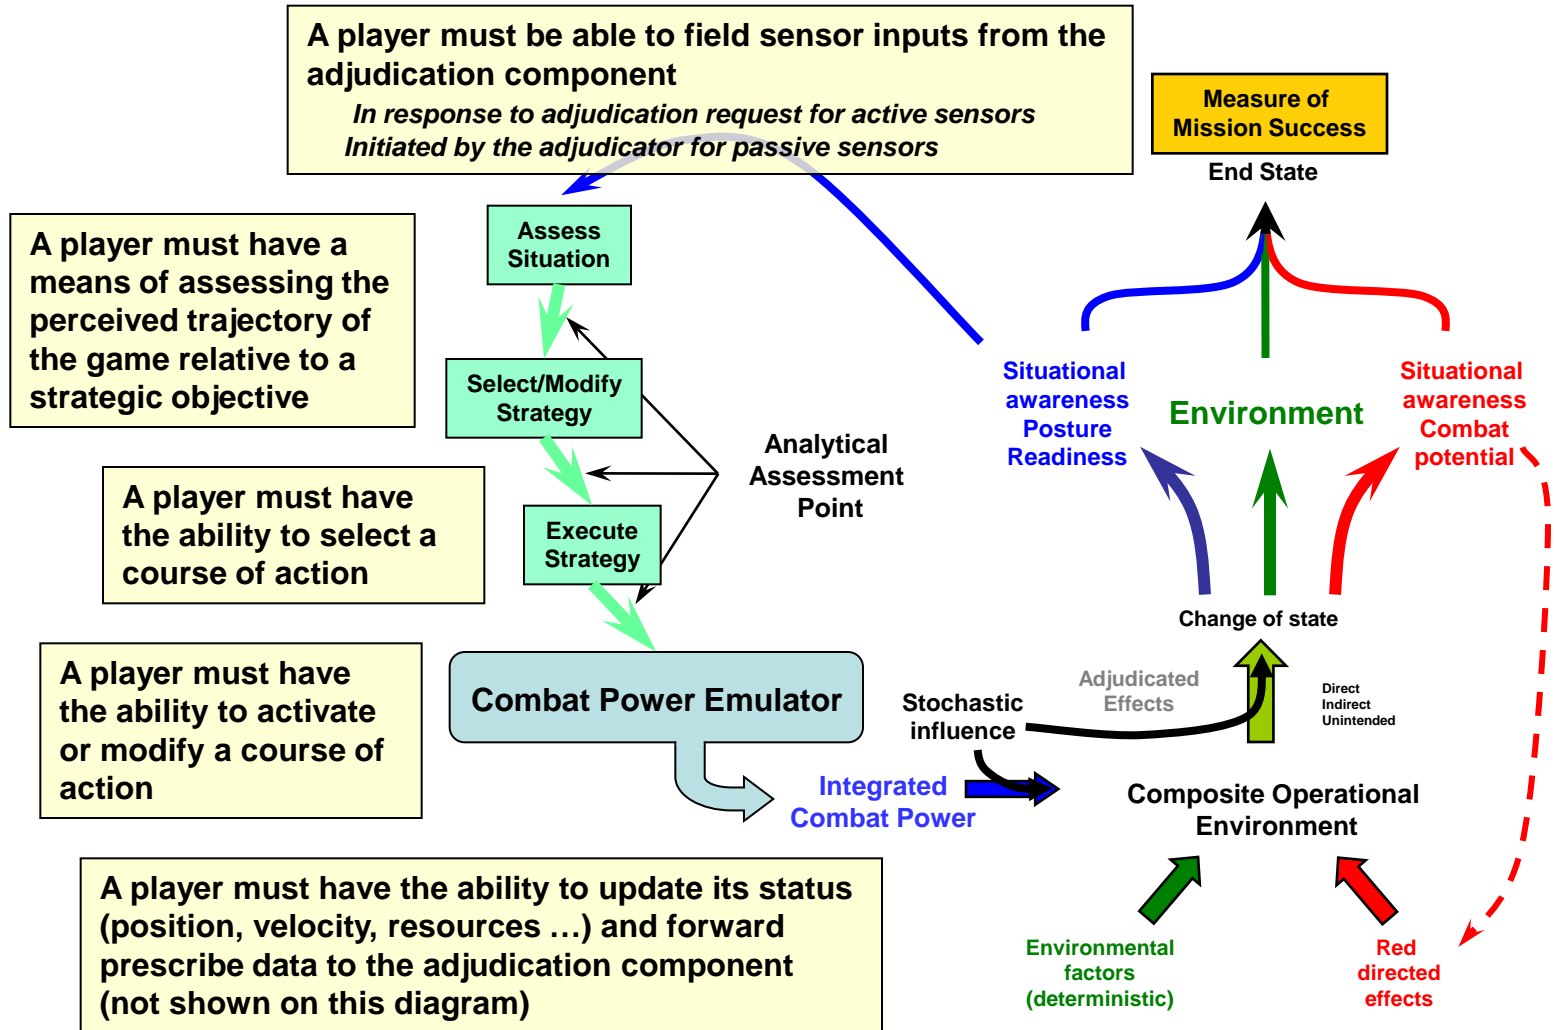 A player must be able to field sensor inputs from the
adjudication component
In response to adjudication request for active sensors
Initiated by the adjudicator for passive sensors
Measure of
Mission Success
End State
Assess
Situation
A player must have a
means of assessing the
perceived trajectory of
the game relative to a
strategic objective
Select/Modify
Strategy
Analytical
Assessment
Point
Situational
awareness
Posture
Readiness
Environment
Situational
awareness
Combat
potential
A player must have
the ability to select a
course of action
Execute
Strategy
Change of state
A player must have
the ability to activate
or modify a course of
action
Combat Power Emulator
Stochastic
influence
Adjudicated
Effects
Direct
Indirect
Unintended
Integrated
Combat Power
Composite Operational
Environment
A player must have the ability to update its status
(position, velocity, resources …) and forward
prescribe data to the adjudication component
(not shown on this diagram)
Environmental
factors
(deterministic)
Red
directed
effects